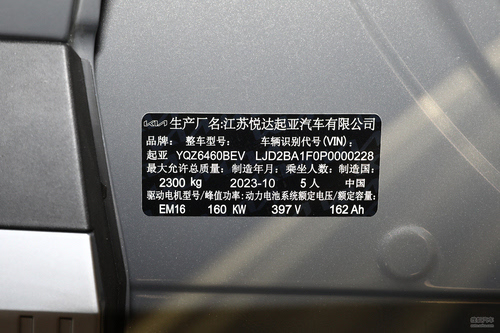 KIA 生产厂名:江苏悦达起亚汽车有限公司
品牌: 整车型号: 车辆识别代号(VIN):
起亚 YQZ6460BEV LJD2BA1F0P0000228
最大允许总质量: 制造年月: 乘坐人数: 制造国:
2300 kg 2023-10 5人 中国
驱动电机型号/峰值功率:动力电池系统额定电压/额定容量:
EM16 160 KW 397 V 162 Ah